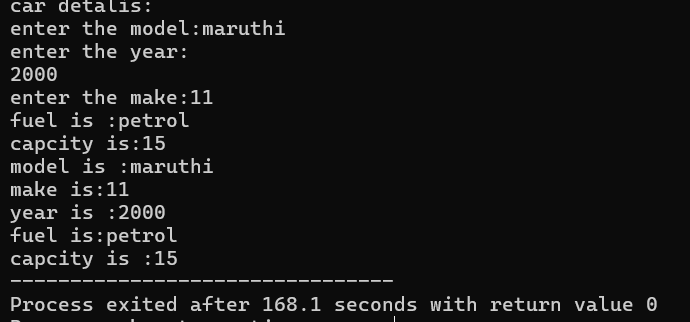 car detalis:
enter the model:maruthi
enter the year:
2000
enter the make:11
fuel is :petrol
capcity is:15
model is :maruthi
make is:11
year is :2000
fuel is:petrol
capcity is :15
--------------------------------
Process exited after 168.1 seconds with return value 0